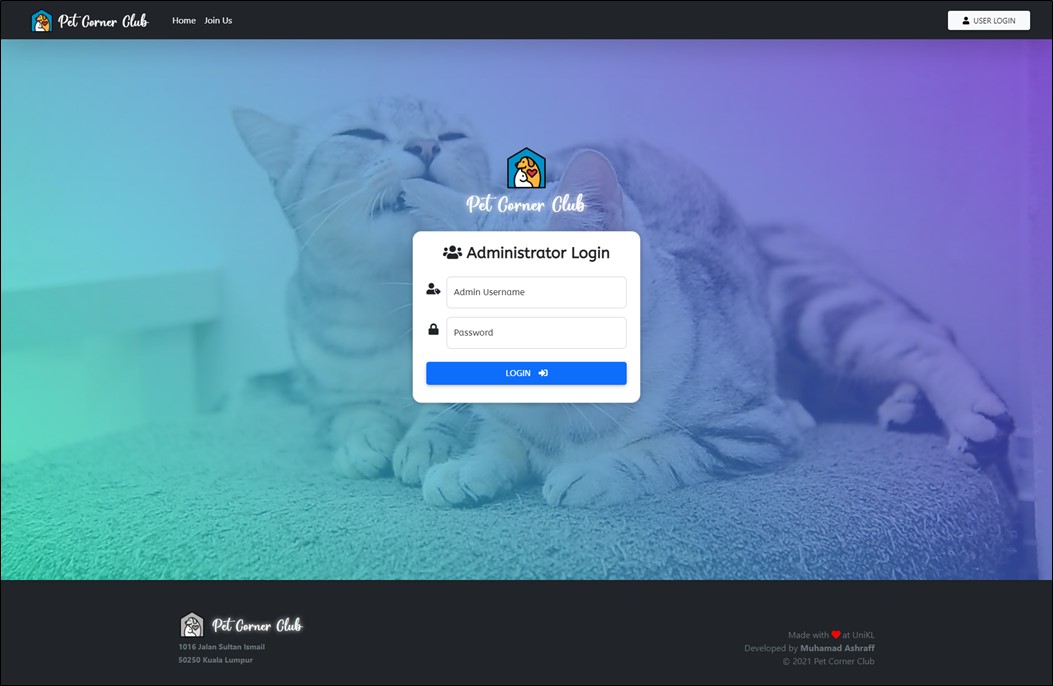 Pet Corner Club Home Join Us USER LOGIN
Pet Corner Club
Administrator Login
Admin Username
Password
LOGIN
Pet Corner Club
1016 Jalan Sultan Ismail
50250 Kuala Lumpur
Made with ❤ at UniKL
Developed by Muhamad Ashraff
© 2021 Pet Corner Club